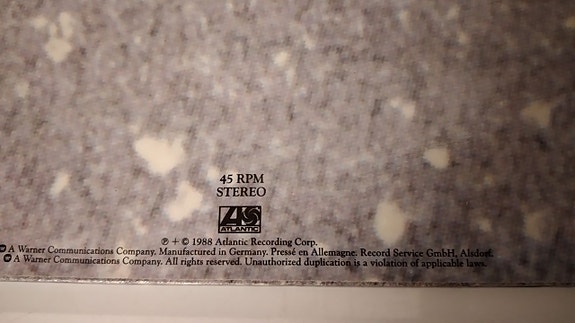 45 RPM
STEREO
ATLANTIC
℗ + © 1988 Atlantic Recording Corp.
A Warner Communications Company. Manufactured in Germany. Pressé en Allemagne. Record Service GmbH, Alsdorf.
A Warner Communications Company. All rights reserved. Unauthorized duplication is a violation of applicable laws.